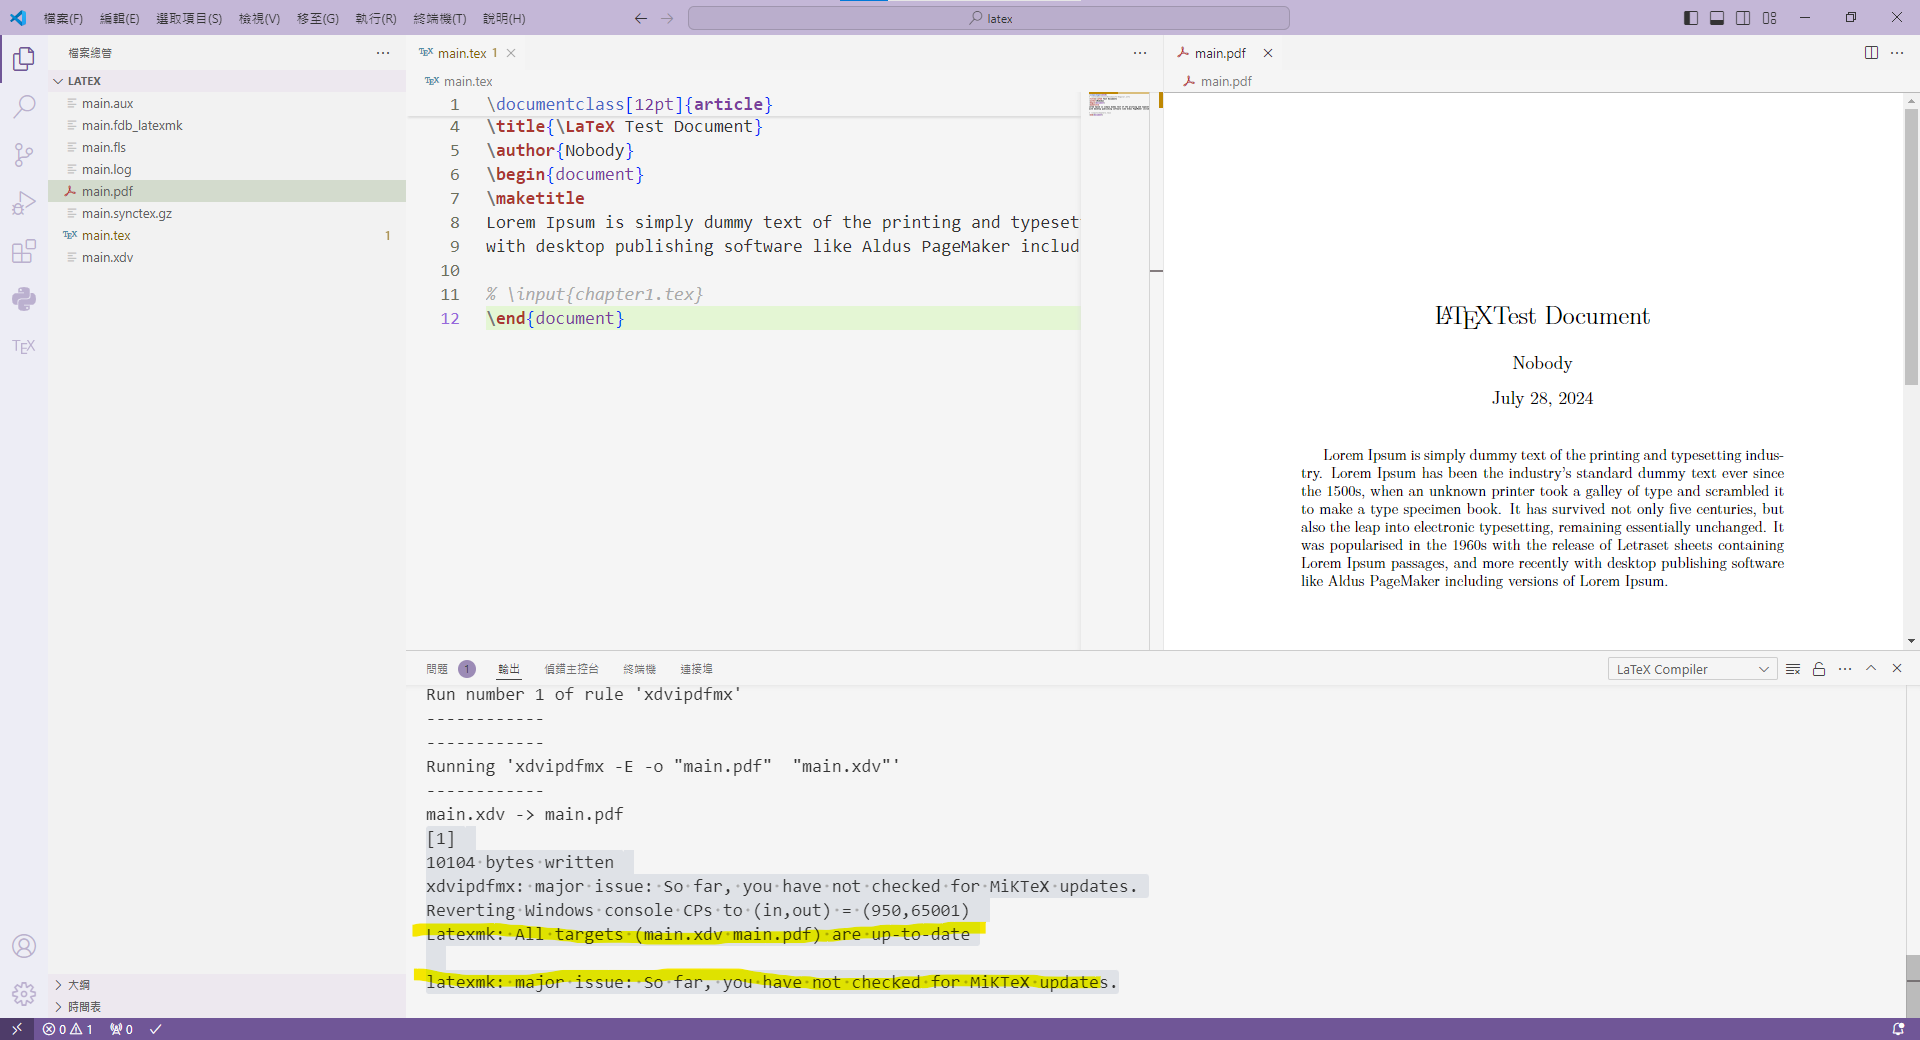 檔案(F) 編輯(E) 選取項目(S) 檢視(V) 移至(G) 執行(R) 終端機(T) 說明(H) latex
檔案總管
LATEX
main.aux
main.fdb_latexmk
main.fls
main.log
main.pdf
main.synctex.gz
TEX main.tex 1
main.xdv
大綱
時間表
TEX
TEX main.tex 1
TEX main.tex
1 \documentclass[12pt]{article}
4 \title{\LaTeX Test Document}
5 \author{Nobody}
6 \begin{document}
7 \maketitle
8 Lorem Ipsum is simply dummy text of the printing and typeset
9 with desktop publishing software like Aldus PageMaker includ
10
11 % \input{chapter1.tex}
12 \end{document}
main.pdf
main.pdf
LATEXTest Document
Nobody
July 28, 2024
Lorem Ipsum is simply dummy text of the printing and typesetting indus-
try. Lorem Ipsum has been the industry's standard dummy text ever since
the 1500s, when an unknown printer took a galley of type and scrambled it
to make a type specimen book. It has survived not only five centuries, but
also the leap into electronic typesetting, remaining essentially unchanged. It
was popularised in the 1960s with the release of Letraset sheets containing
Lorem Ipsum passages, and more recently with desktop publishing software
like Aldus PageMaker including versions of Lorem Ipsum.
問題 1 輸出 偵錯主控台 終端機 連接埠 LaTeX Compiler
Run number 1 of rule 'xdvipdfmx'
------------
------------
Running 'xdvipdfmx -E -o "main.pdf"  "main.xdv"'
------------
main.xdv -> main.pdf
[1]
10104 bytes written
xdvipdfmx: major issue: So far, you have not checked for MiKTeX updates.
Reverting Windows console CPs to (in,out) = (950,65001)
Latexmk: All targets (main.xdv main.pdf) are up-to-date
latexmk: major issue: So far, you have not checked for MiKTeX updates.
0 1 0